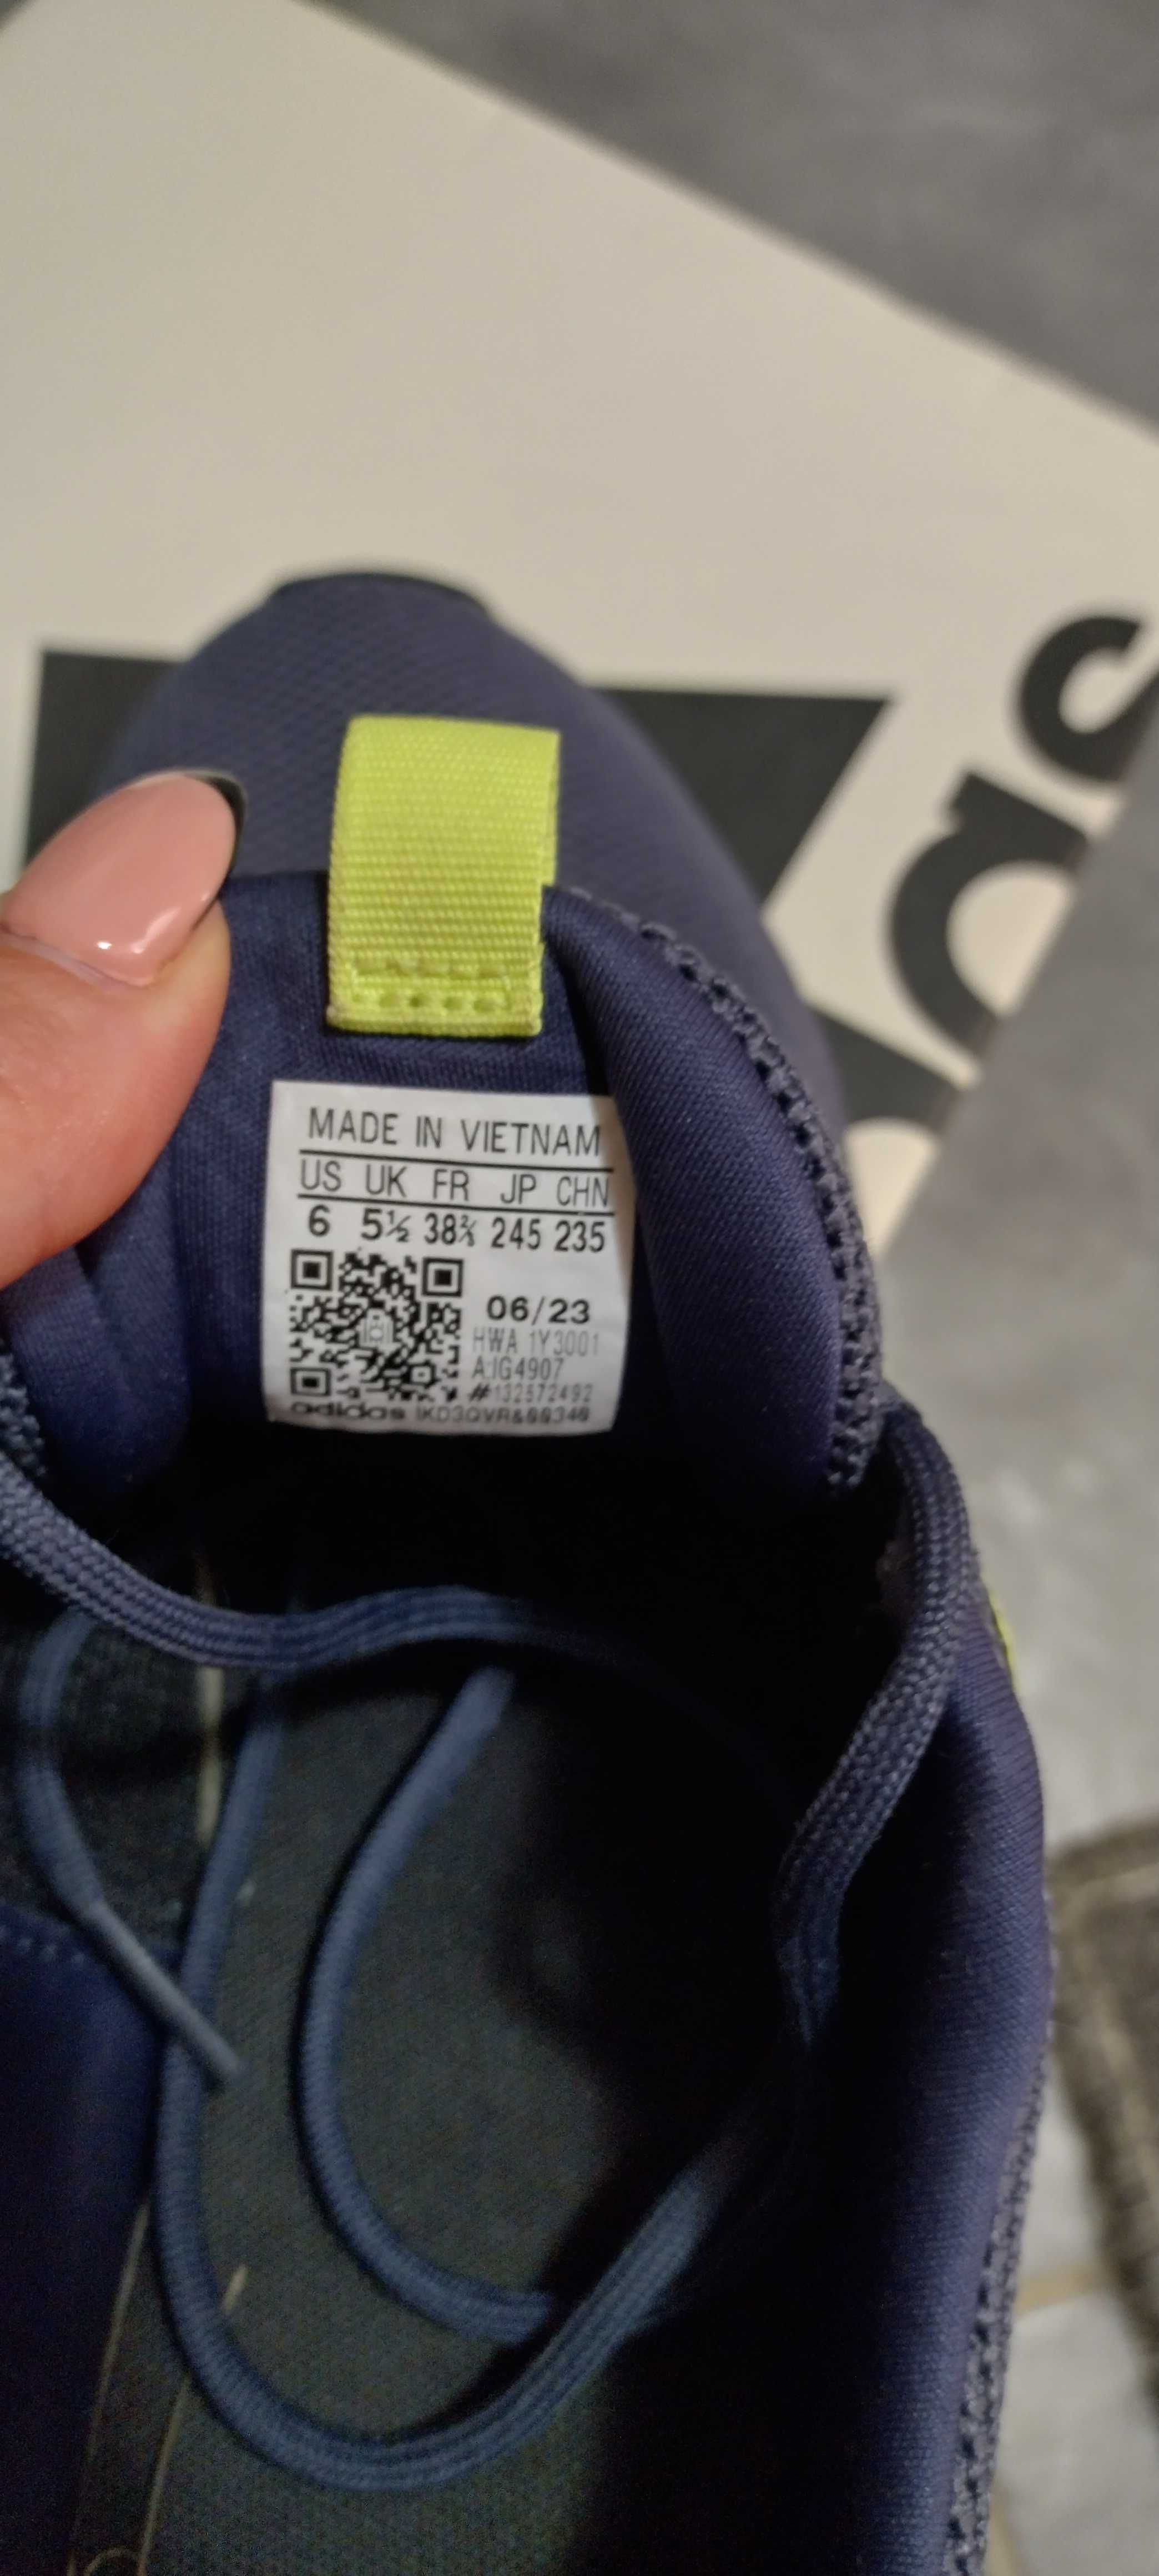 MADE IN VIETNAM
US UK FR JP CHN
6 5½ 38⅔ 245 235
06/23
HWA 1Y3001
A:IG4907
#132572492
adidas